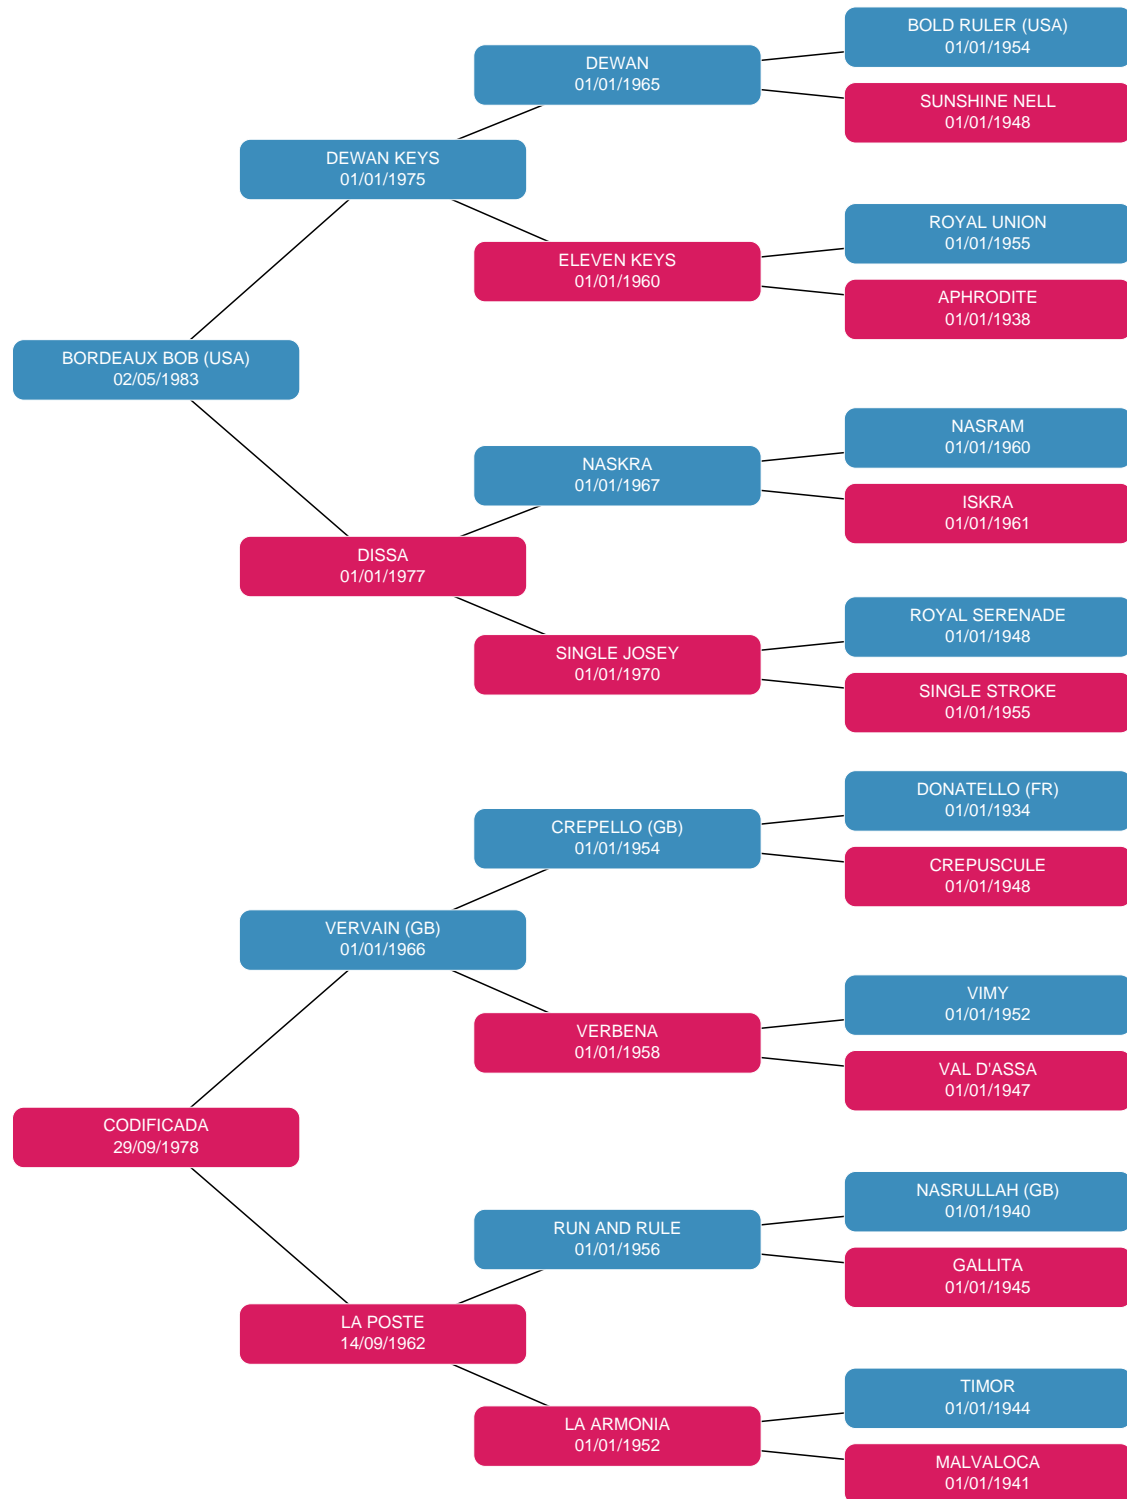 BOLD RULER (USA)
01/01/1954
DEWAN
01/01/1965
SUNSHINE NELL
01/01/1948
DEWAN KEYS
01/01/1975
ROYAL UNION
01/01/1955
ELEVEN KEYS
01/01/1960
APHRODITE
01/01/1938
BORDEAUX BOB (USA)
02/05/1983
NASRAM
01/01/1960
NASKRA
01/01/1967
ISKRA
01/01/1961
DISSA
01/01/1977
ROYAL SERENADE
01/01/1948
SINGLE JOSEY
01/01/1970
SINGLE STROKE
01/01/1955
DONATELLO (FR)
01/01/1934
CREPELLO (GB)
01/01/1954
CREPUSCULE
01/01/1948
VERVAIN (GB)
01/01/1966
VIMY
01/01/1952
VERBENA
01/01/1958
VAL D'ASSA
01/01/1947
CODIFICADA
29/09/1978
NASRULLAH (GB)
01/01/1940
RUN AND RULE
01/01/1956
GALLITA
01/01/1945
LA POSTE
14/09/1962
TIMOR
01/01/1944
LA ARMONIA
01/01/1952
MALVALOCA
01/01/1941